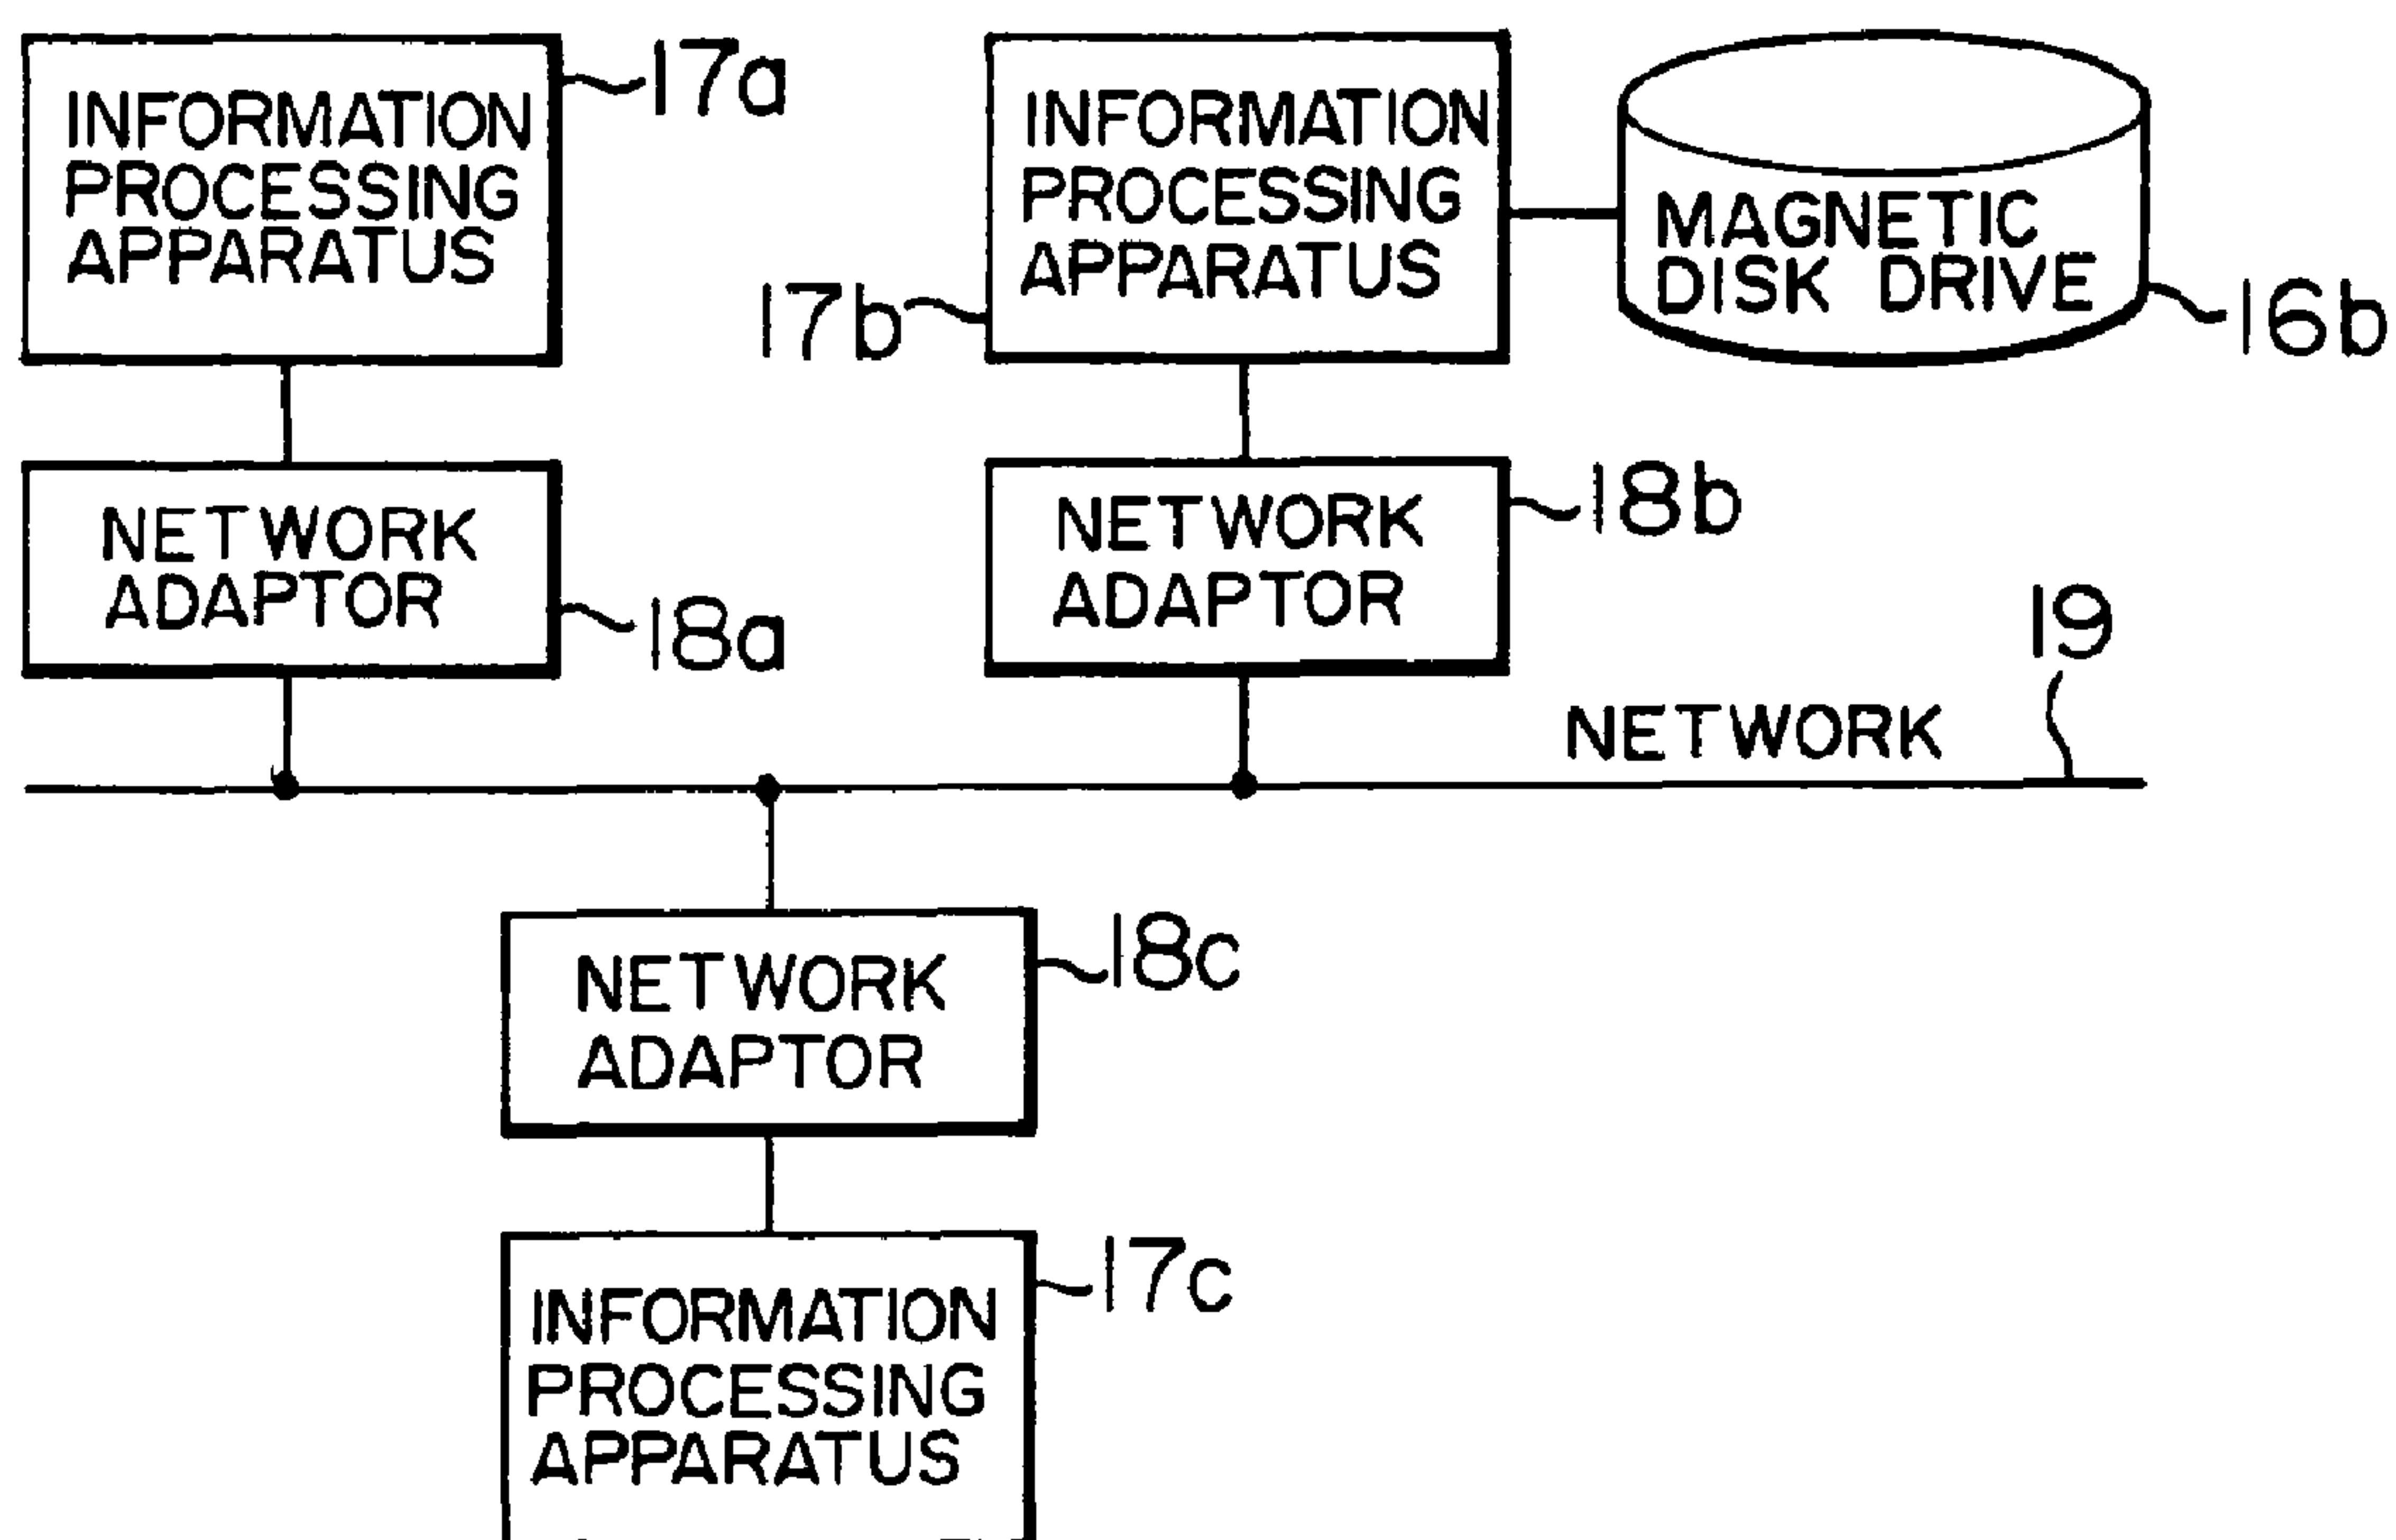 INFORMATION
PROCESSING
APPARATUS
17a
INFORMATION
PROCESSING
APPARATUS
17b
MAGNETIC
DISK DRIVE
16b
NETWORK
ADAPTOR
18a
NETWORK
ADAPTOR
18b
19
NETWORK
NETWORK
ADAPTOR
18c
INFORMATION
PROCESSING
APPARATUS
17c